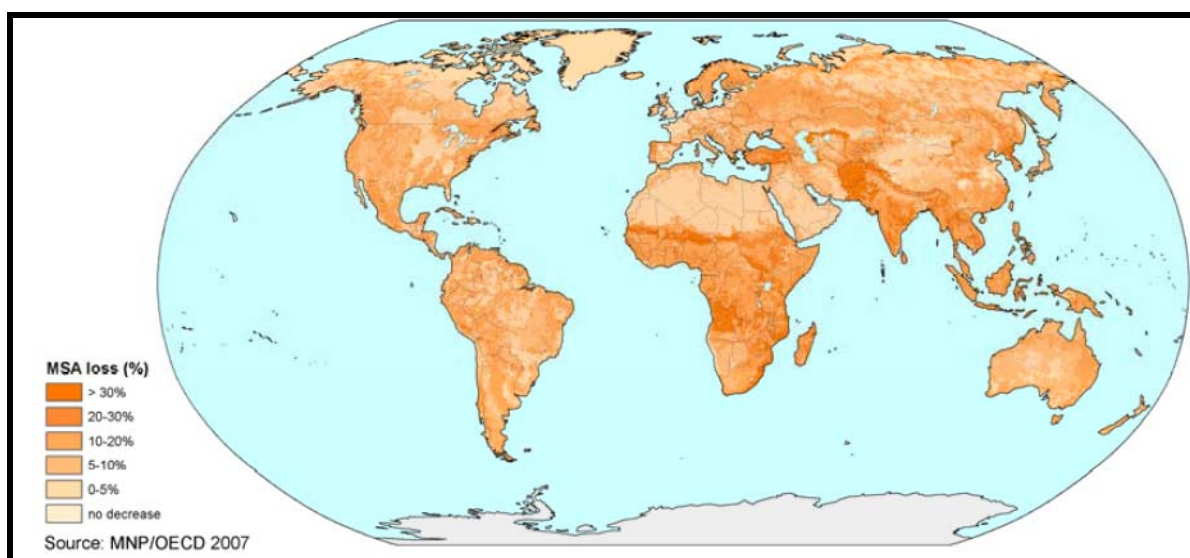 MSA loss (%)
> 30%
20-30%
10-20%
5-10%
0-5%
no decrease
Source: MNP/OECD 2007